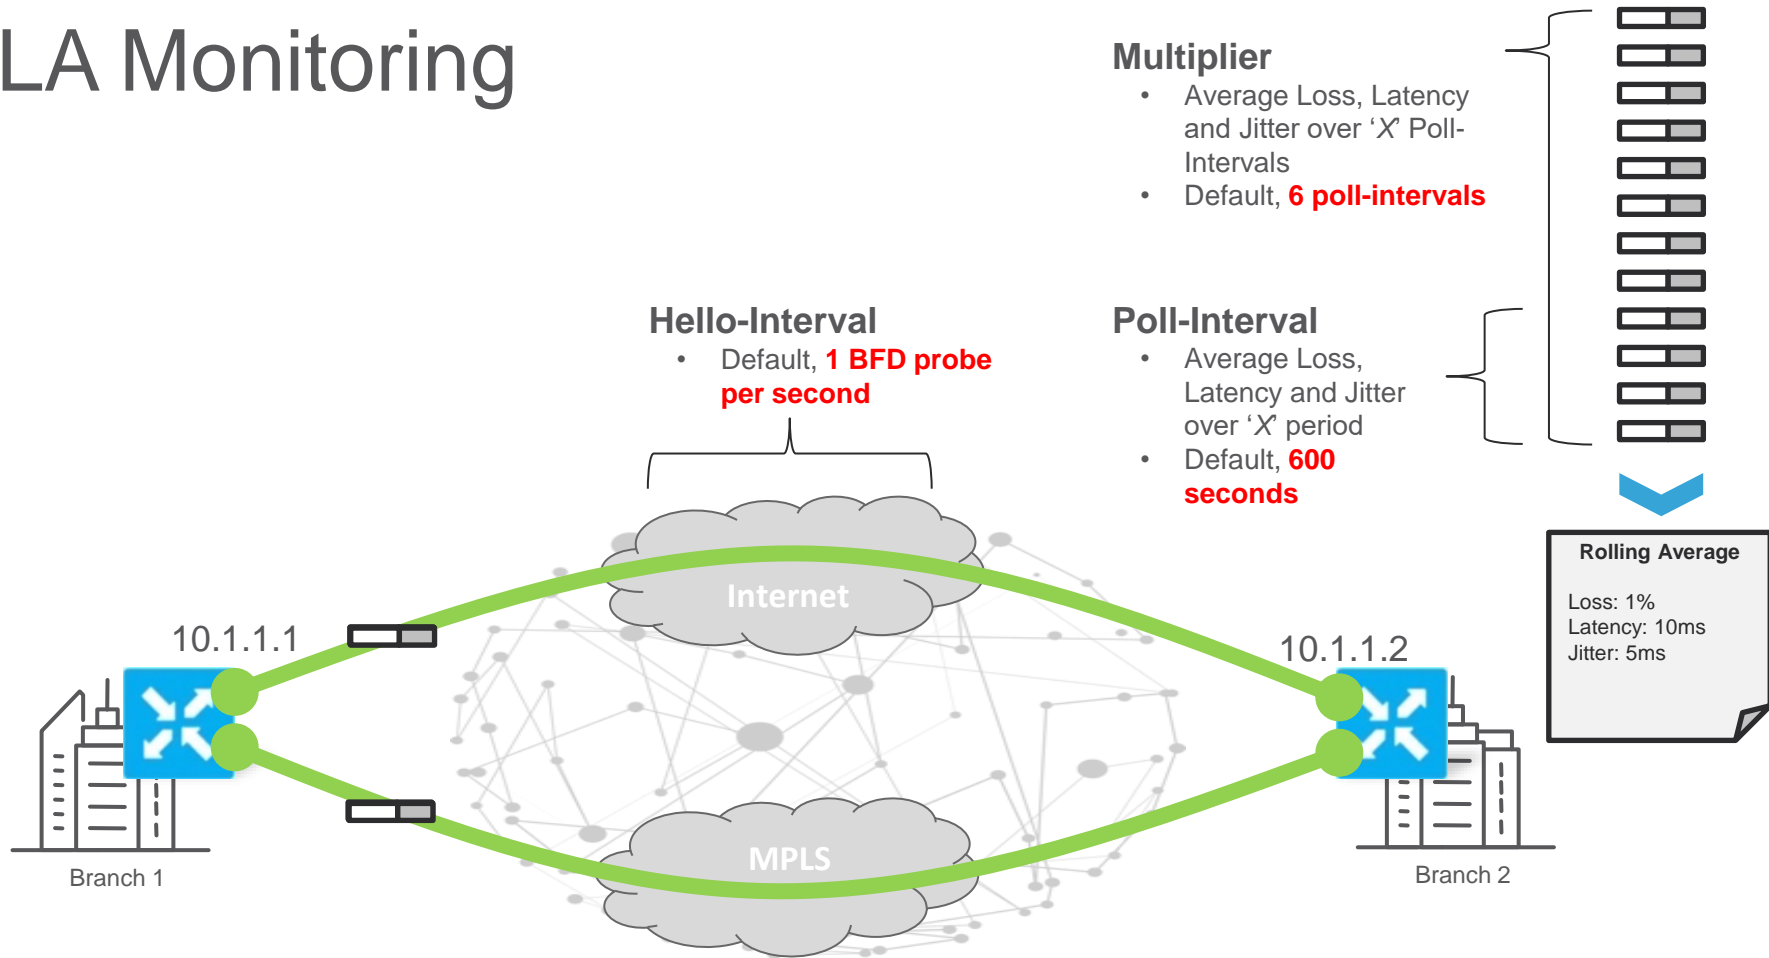 LA Monitoring
Multiplier
• Average Loss, Latency
and Jitter over ‘X’ Poll-
Intervals
• Default, 6 poll-intervals
Hello-Interval
• Default, 1 BFD probe
per second
Poll-Interval
• Average Loss,
Latency and Jitter
over ‘X’ period
• Default, 600
seconds
Rolling Average
Loss: 1%
Latency: 10ms
Jitter: 5ms
Internet
10.1.1.1
10.1.1.2
MPLS
Branch 1
Branch 2